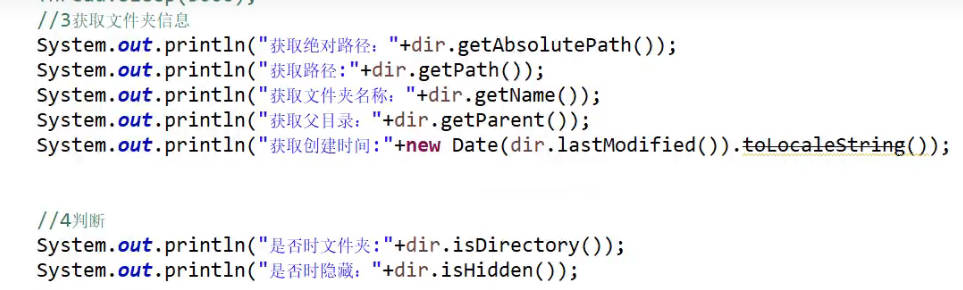 //3获取文件夹信息
System.out.println("获取绝对路径："+dir.getAbsolutePath());
System.out.println("获取路径:"+dir.getPath());
System.out.println("获取文件夹名称："+dir.getName());
System.out.println("获取父目录："+dir.getParent());
System.out.println("获取创建时间:"+new Date(dir.lastModified()).toLocaleString());
//4判断
System.out.println("是否时文件夹:"+dir.isDirectory());
System.out.println("是否时隐藏："+dir.isHidden());